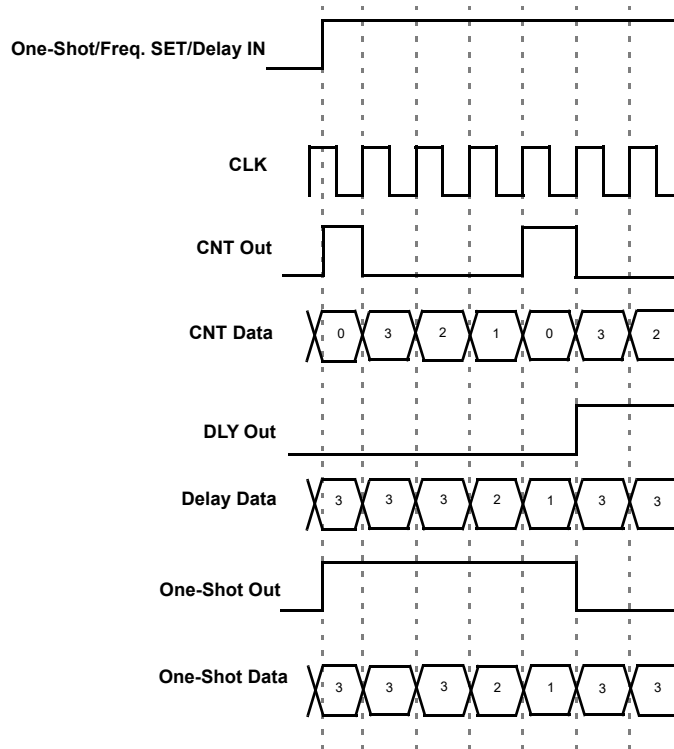 One-Shot/Freq. SET/Delay IN
CLK
CNT Out
CNT Data 0 3 2 1 0 3 2
DLY Out
Delay Data 3 3 3 2 1 3 3
One-Shot Out
One-Shot Data 3 3 3 2 1 3 3